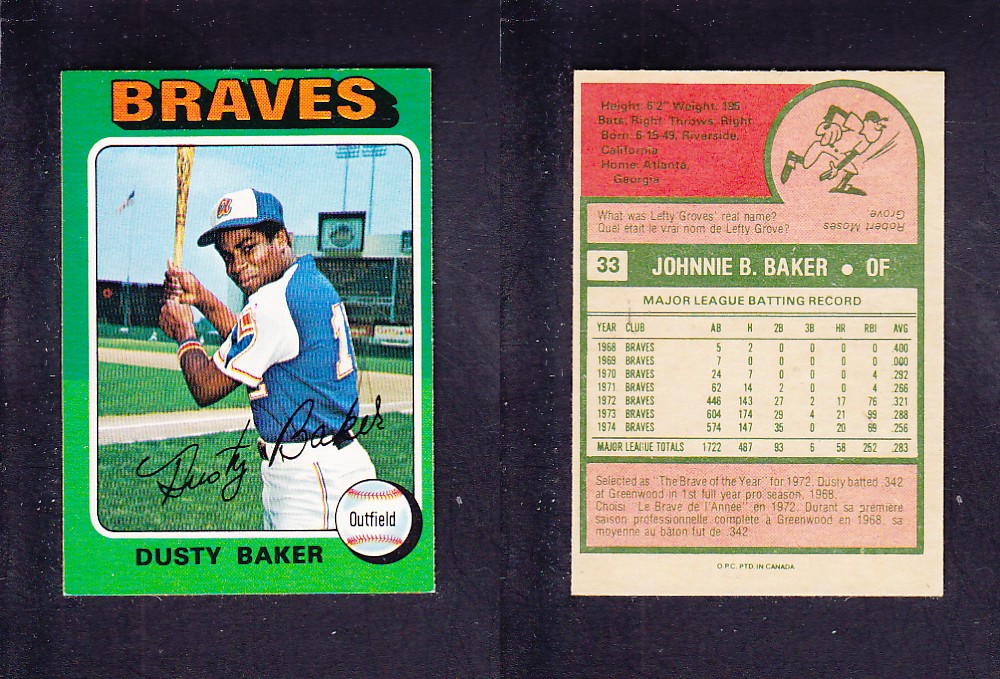 BRAVES
Dusty Baker
Outfield
DUSTY BAKER
Height: 6'2" Weight: 195
Bats, Right Throws, Right
Born 6-15-49, Riverside,
California
Home: Atlanta,
Georgia
What was Lefty Groves' real name?
Quel était le vrai nom de Lefty Grove?
Robert Moses
Grove
33 JOHNNIE B. BAKER • OF
MAJOR LEAGUE BATTING RECORD
YEAR CLUB AB H 2B 3B HR RBI AVG
1968 BRAVES 5 2 0 0 0 0 .400
1969 BRAVES 7 0 0 0 0 0 .000
1970 BRAVES 24 7 0 0 0 4 .292
1971 BRAVES 62 14 2 0 0 4 .266
1972 BRAVES 446 143 27 2 17 76 .321
1973 BRAVES 604 174 29 4 21 99 .288
1974 BRAVES 574 147 35 0 20 69 .256
MAJOR LEAGUE TOTALS 1722 487 93 6 58 252 .283
Selected as "The Brave of the Year" for 1972. Dusty batted .342
at Greenwood in 1st full year pro season, 1968.
Choisi "Le Brave de l'Année" en 1972. Durant sa première
saison professionnelle complète à Greenwood en 1968, sa
moyenne au bâton fut de .342
O.P.C. PTD. IN CANADA